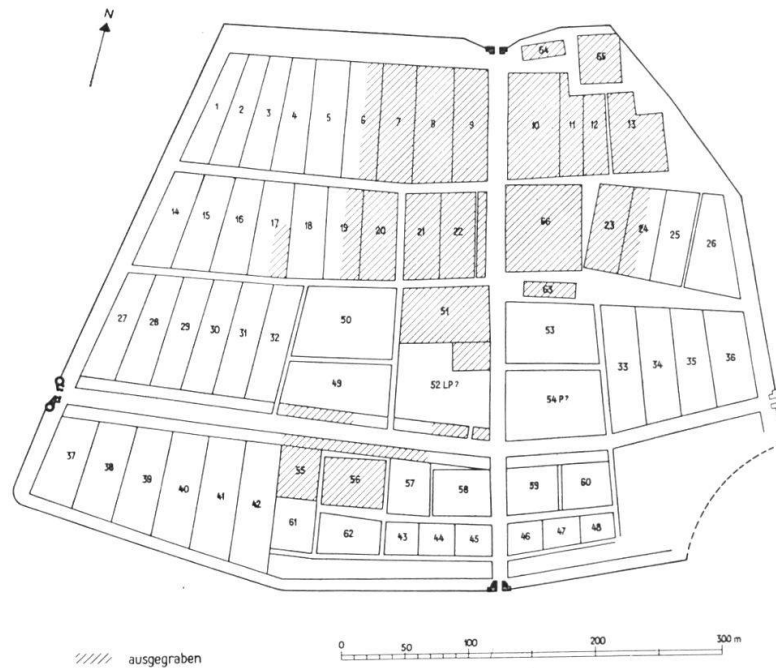 N
64 65
1 2 3 4 5 6 7 8 9 10 11 12 13
14 15 16 17 18 19 20 21 22 66 23 24 25 26
63
27 28 29 30 31 32 50 51 53 33 34 35 36
49 52 LP ? 54 P?
37 38 39 40 41 42 55 56 57 58 59 60
61 62 43 44 45 46 47 48
ausgegraben
0 50 100 200 300 m